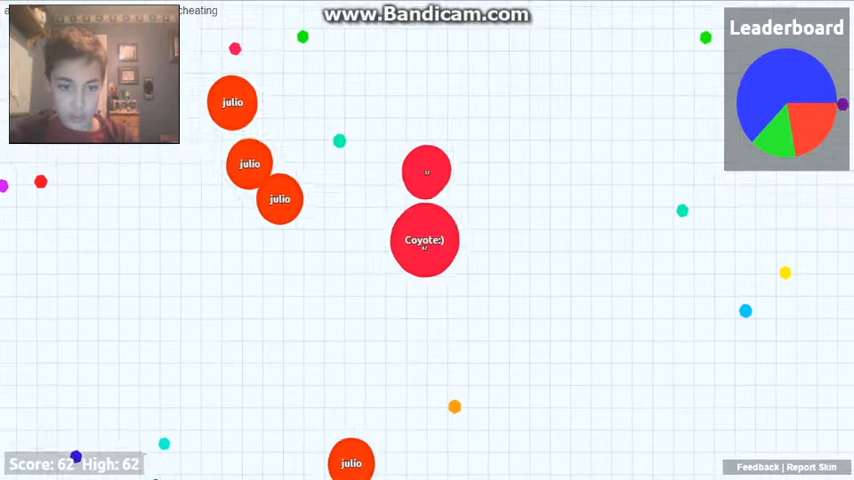 cheating
www.Bandicam.com
Leaderboard
julio
julio
julio
Coyote:)
julio
Score: 62 High: 62
Feedback | Report Skin